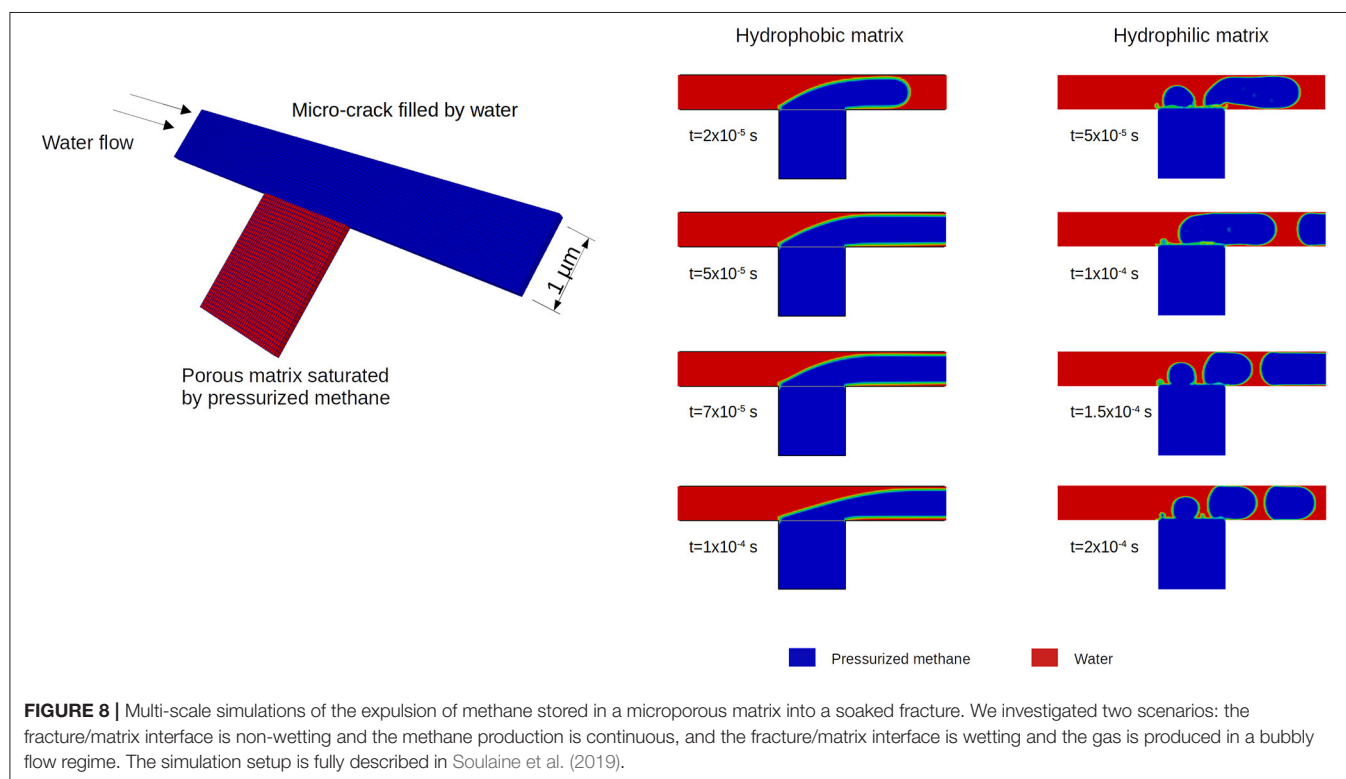 Hydrophobic matrix
Hydrophilic matrix
Micro-crack filled by water
Water flow
1 µm
Porous matrix saturated
by pressurized methane
t=2x10⁻⁵ s
t=5x10⁻⁵ s
t=7x10⁻⁵ s
t=1x10⁻⁴ s
t=5x10⁻⁵ s
t=1x10⁻⁴ s
t=1.5x10⁻⁴ s
t=2x10⁻⁴ s
Pressurized methane
Water
FIGURE 8 | Multi-scale simulations of the expulsion of methane stored in a microporous matrix into a soaked fracture. We investigated two scenarios: the
fracture/matrix interface is non-wetting and the methane production is continuous, and the fracture/matrix interface is wetting and the gas is produced in a bubbly
flow regime. The simulation setup is fully described in Soulaine et al. (2019).